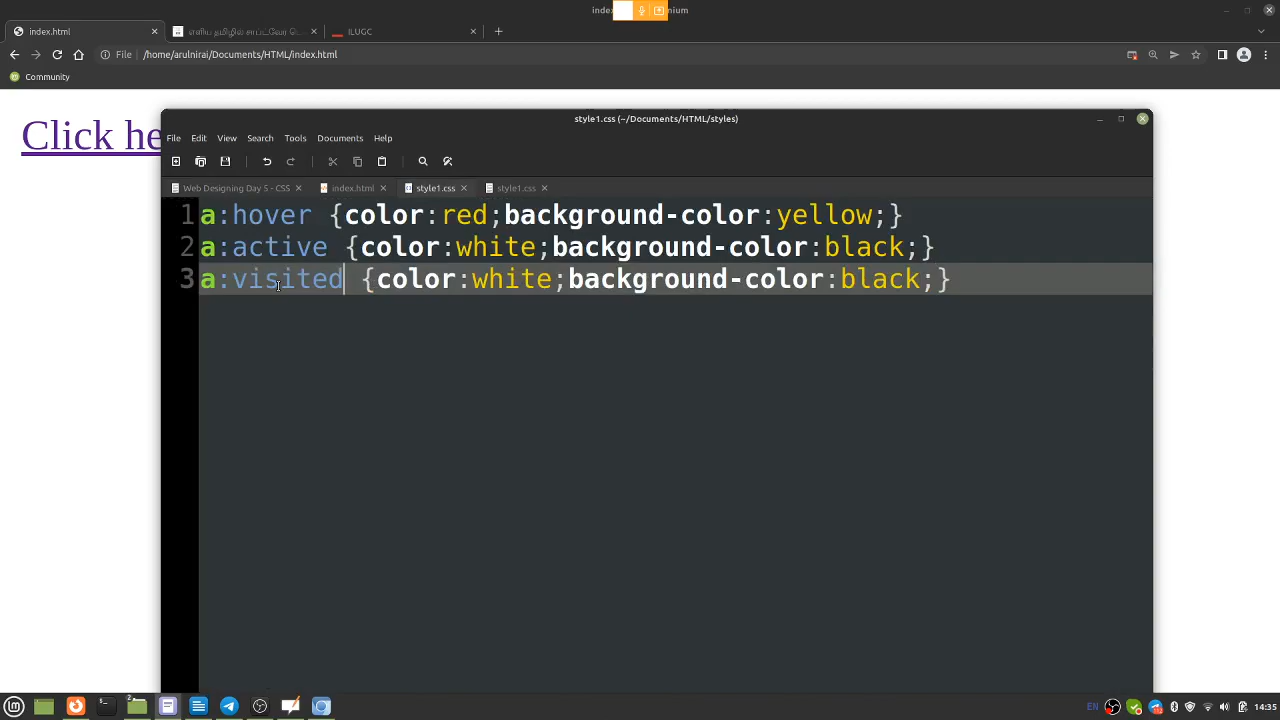 nium
index.html
எளிய தமிழில் சாப்ட்வேர்
ILUGC
File
/home/arulnirai/Documents/HTML/index.html
Community
Click he
style1.css (~/Documents/HTML/styles)
File Edit View Search Tools Documents Help
Web Designing Day 5 - CSS
index.html
style1.css
style1.css
1 a:hover {color:red;background-color:yellow;}
2 a:active {color:white;background-color:black;}
3 a:visited {color:white;background-color:black;}
EN
14:35